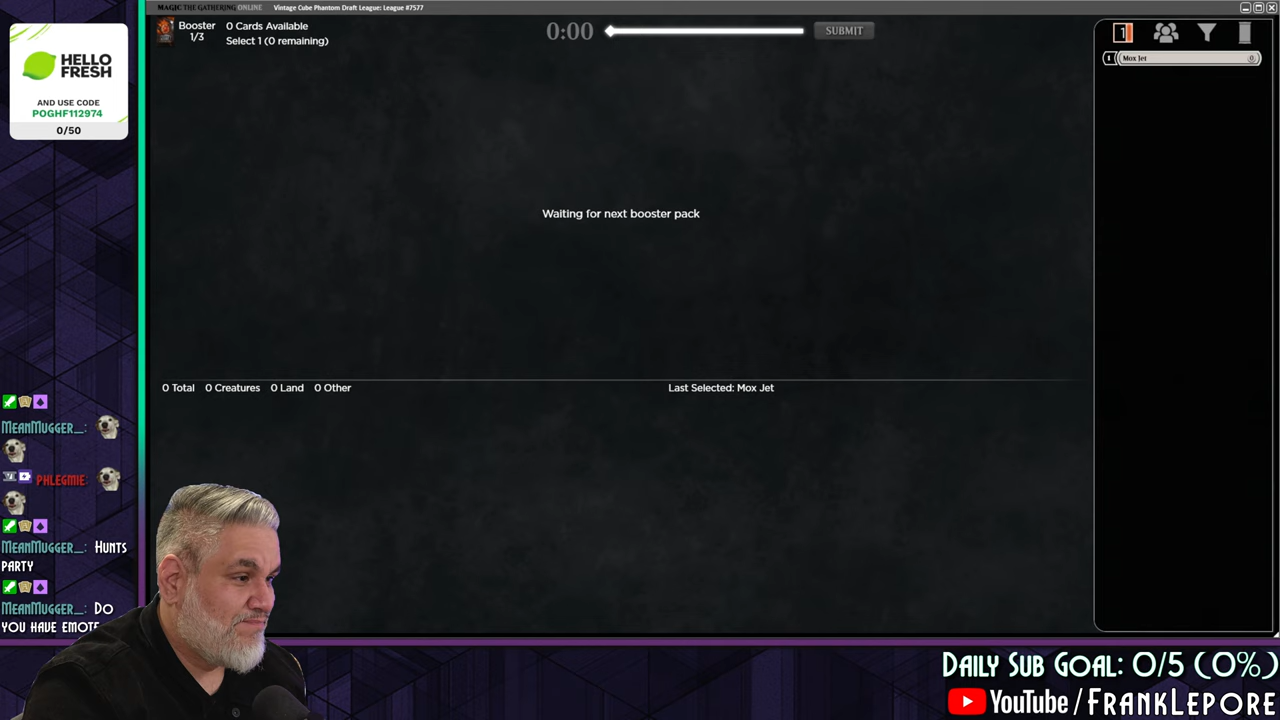 MAGIC THE GATHERING ONLINE Vintage Cube Phantom Draft League: League #7577
Booster
1/3
0 Cards Available
Select 1 (0 remaining)
0:00
SUBMIT
HELLO
FRESH
AND USE CODE
POGHF112974
0/50
1
1 Mox Jet 0
Waiting for next booster pack
0 Total 0 Creatures 0 Land 0 Other
Last Selected: Mox Jet
MeanMugger__:
Phlegmie:
MeanMugger__: Hunts
party
MeanMugger__: Do
you have emote
Daily Sub Goal: 0/5 (0%)
YouTube/FrankLepore